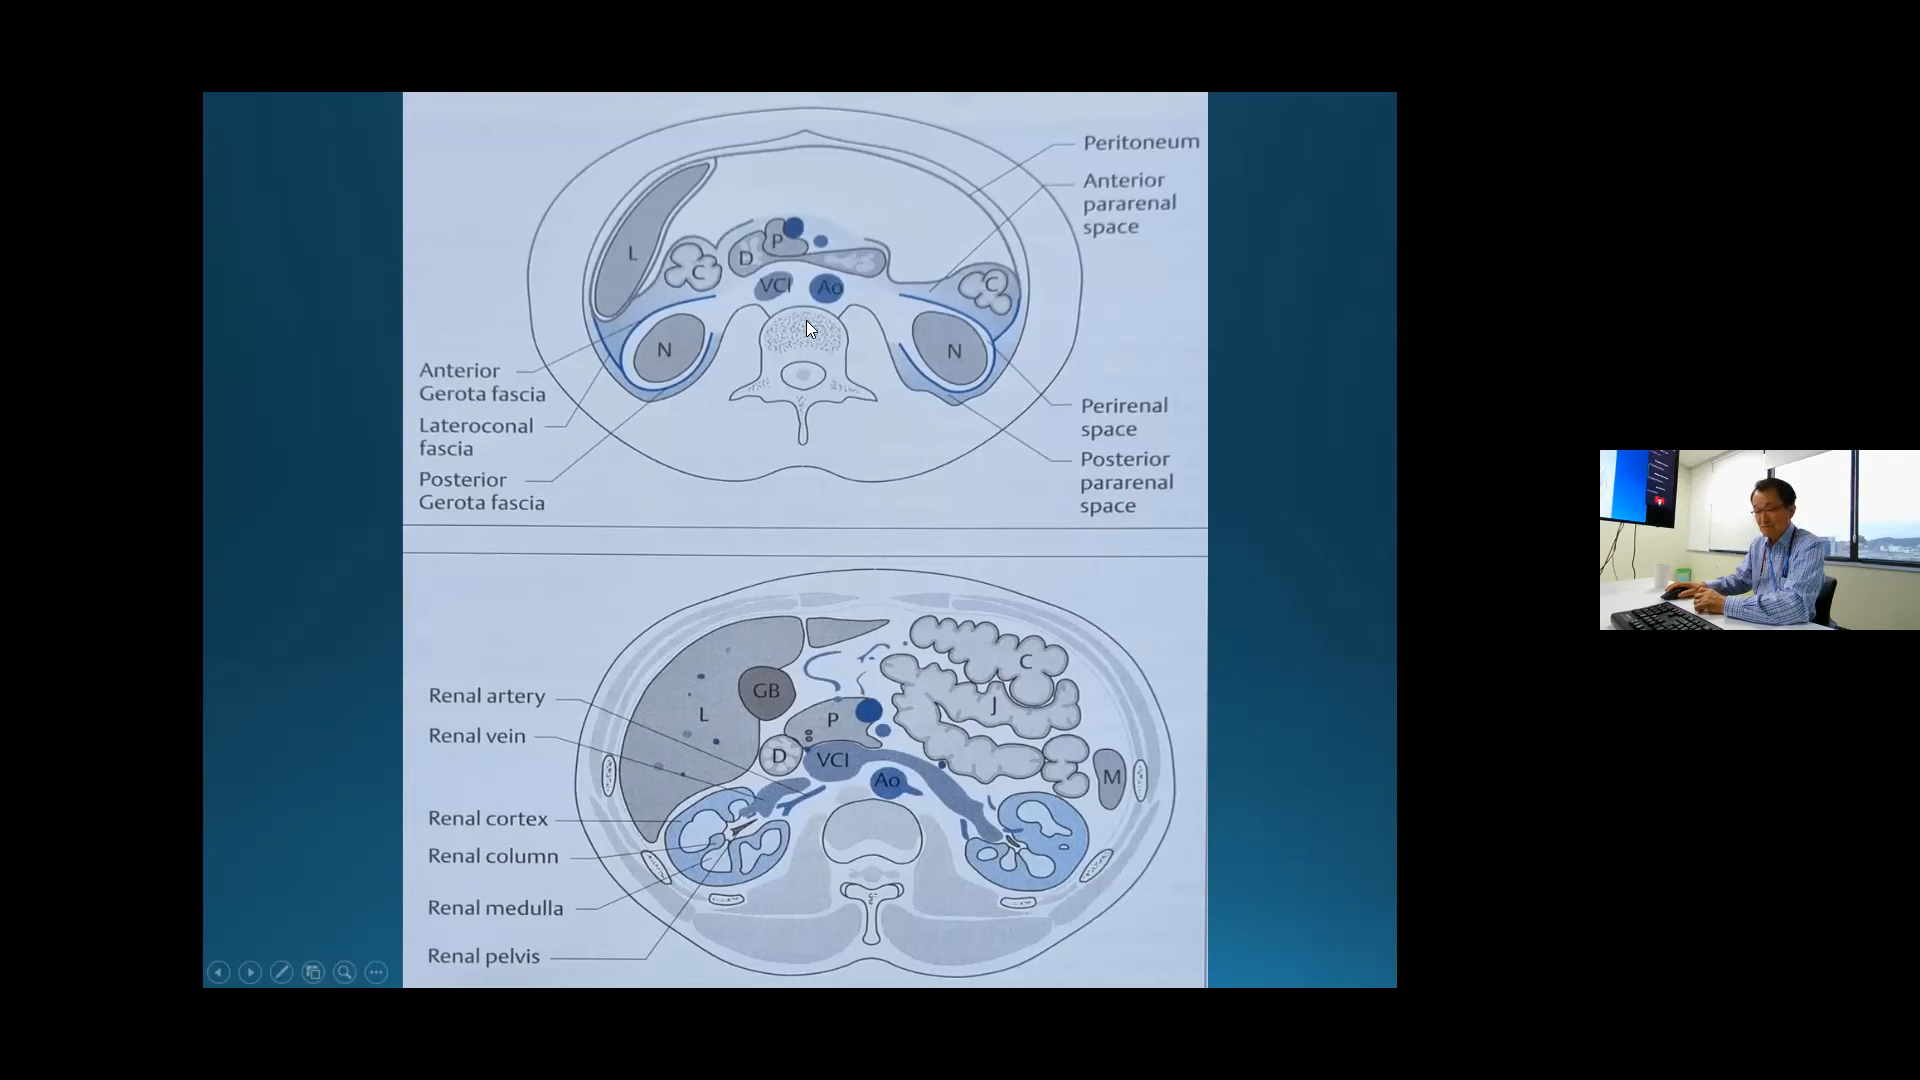 Peritoneum
Anterior
pararenal
space
L
C
D
P
VCI
Ao
C
N
N
Anterior
Gerota fascia
Lateroconal
fascia
Posterior
Gerota fascia
Perirenal
space
Posterior
pararenal
space
Renal artery
Renal vein
Renal cortex
Renal column
Renal medulla
Renal pelvis
L
GB
P
D
VCI
Ao
C
J
M